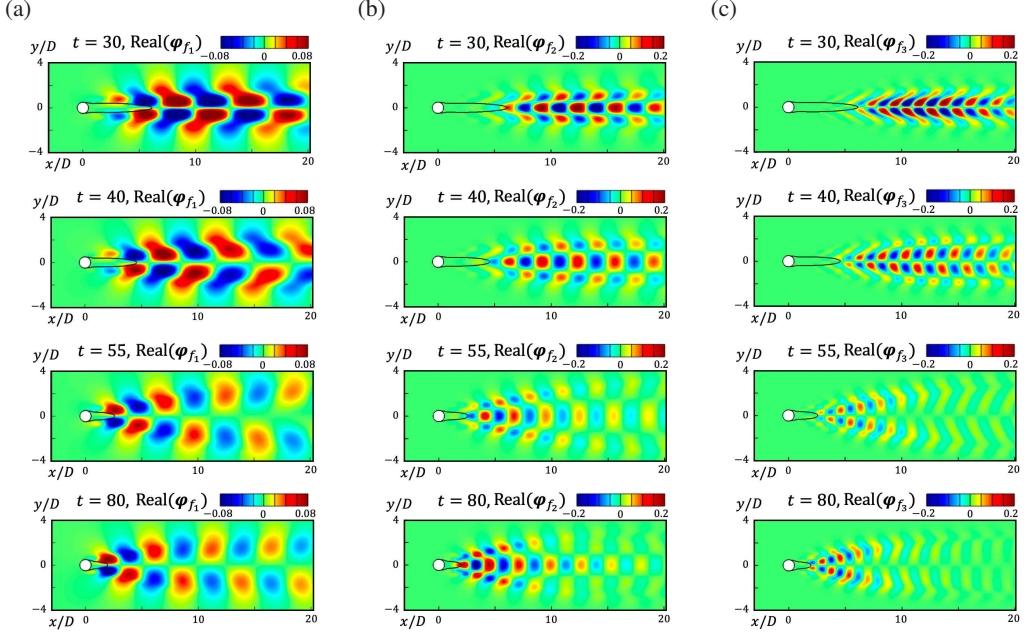 (a) (b) (c)
y/D t = 30, Real(φf1) −0.08 0 0.08
4
0
−4
x/D 0 10 20
y/D t = 40, Real(φf1) −0.08 0 0.08
4
0
−4
x/D 0 10 20
y/D t = 55, Real(φf1) −0.08 0 0.08
4
0
−4
x/D 0 10 20
y/D t = 80, Real(φf1) −0.08 0 0.08
4
0
−4
x/D 0 10 20
y/D t = 30, Real(φf2) −0.2 0 0.2
4
0
−4
x/D 0 10 20
y/D t = 40, Real(φf2) −0.2 0 0.2
4
0
−4
x/D 0 10 20
y/D t = 55, Real(φf2) −0.2 0 0.2
4
0
−4
x/D 0 10 20
y/D t = 80, Real(φf2) −0.2 0 0.2
4
0
−4
x/D 0 10 20
y/D t = 30, Real(φf3) −0.2 0 0.2
4
0
−4
x/D 0 10 20
y/D t = 40, Real(φf3) −0.2 0 0.2
4
0
−4
x/D 0 10 20
y/D t = 55, Real(φf3) −0.2 0 0.2
4
0
−4
x/D 0 10 20
y/D t = 80, Real(φf3) −0.2 0 0.2
4
0
−4
x/D 0 10 20